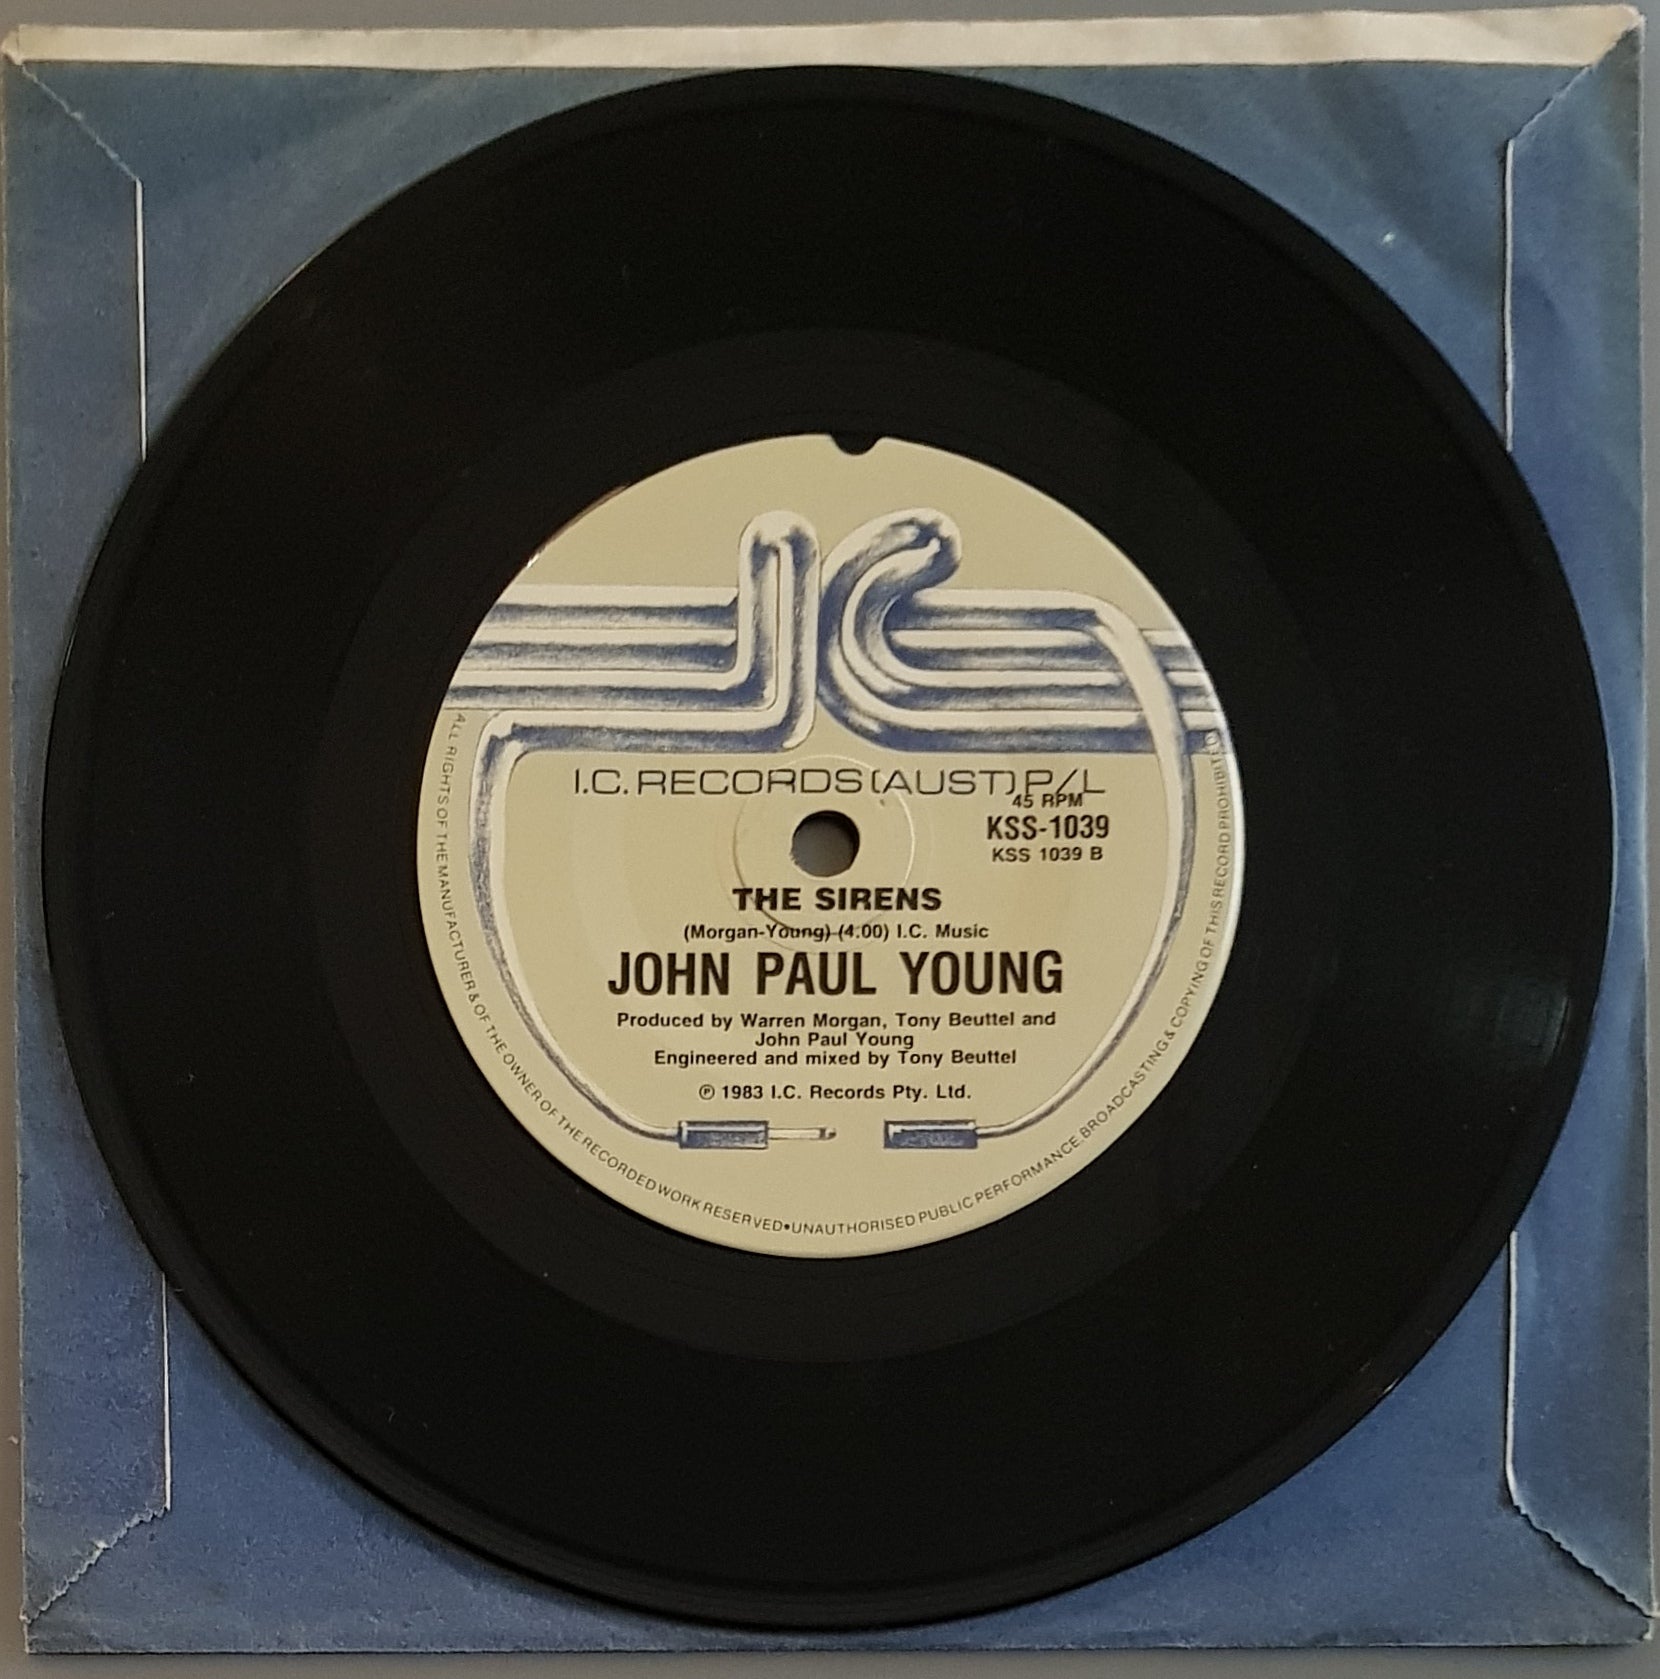 IC
I.C. RECORDS (AUST) P/L
45 RPM
KSS-1039
KSS 1039 B
THE SIRENS
(Morgan-Young) (4.00) I.C. Music
JOHN PAUL YOUNG
Produced by Warren Morgan, Tony Beuttel and
John Paul Young
Engineered and mixed by Tony Beuttel
℗ 1983 I.C. Records Pty. Ltd.
ALL RIGHTS OF THE MANUFACTURER & OF THE OWNER OF THE RECORDED WORK RESERVED•UNAUTHORISED PUBLIC PERFORMANCE. BROADCASTING & COPYING OF THIS RECORD PROHIBITED